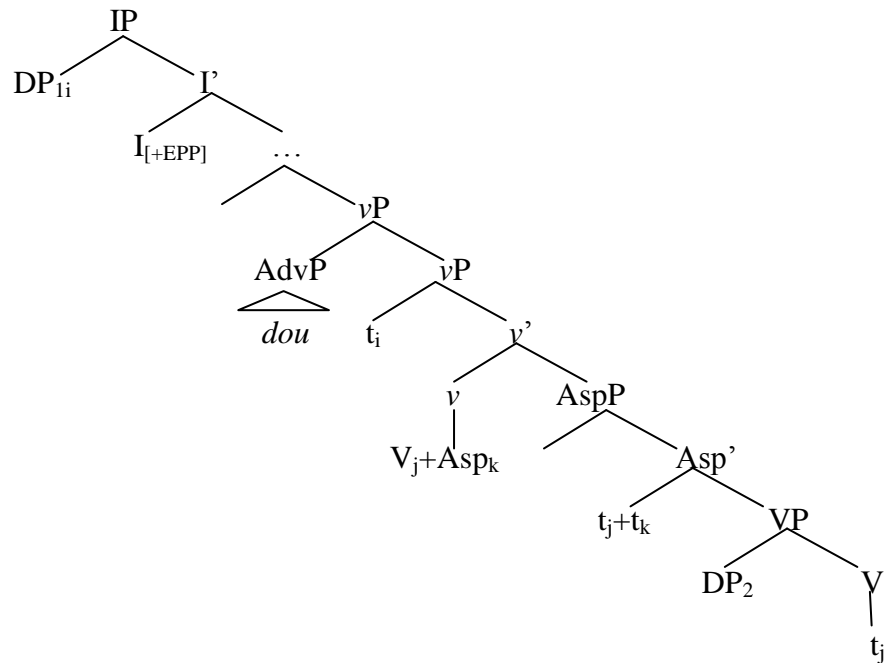 IP
DP1i I’
I[+EPP] …
vP
AdvP vP
dou ti v’
v AspP
Vj+Aspk Asp’
tj+tk VP
DP2 V
tj